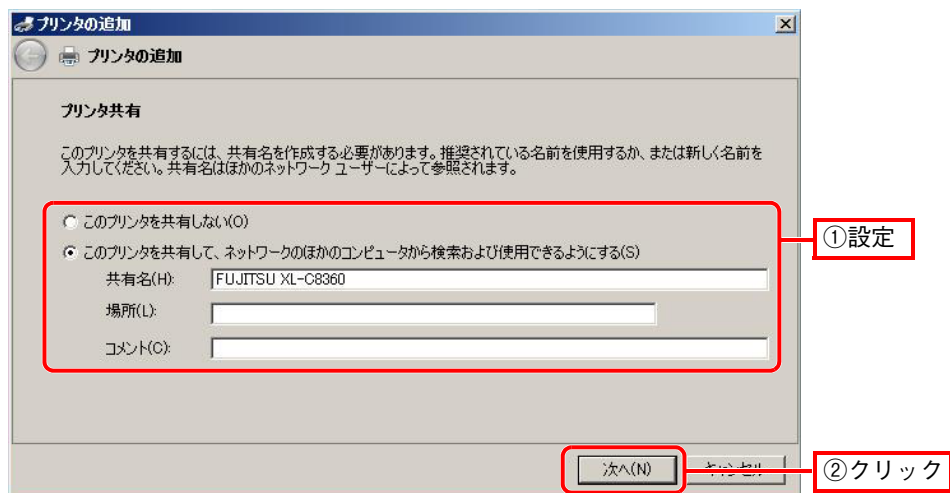 プリンタの追加
プリンタの追加
プリンタ共有
このプリンタを共有するには、共有名を作成する必要があります。推奨されている名前を使用するか、または新しく名前を
入力してください。共有名はほかのネットワーク ユーザーによって参照されます。
このプリンタを共有しない(O)
このプリンタを共有して、ネットワークのほかのコンピュータから検索および使用できるようにする(S)
①設定
共有名(H):
FUJITSU XL-C8360
場所(L):
コメント(C):
次へ(N)
キャンセル
②クリック